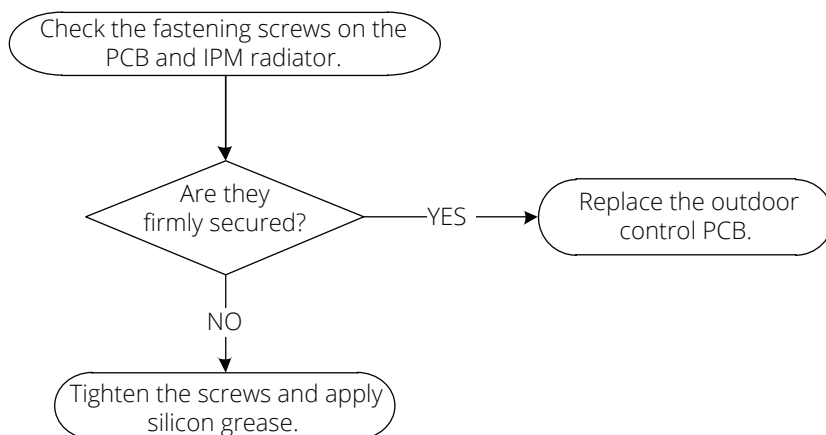 Check the fastening screws on the
PCB and IPM radiator.
Are they
firmly secured?
YES
Replace the outdoor
control PCB.
NO
Tighten the screws and apply
silicon grease.